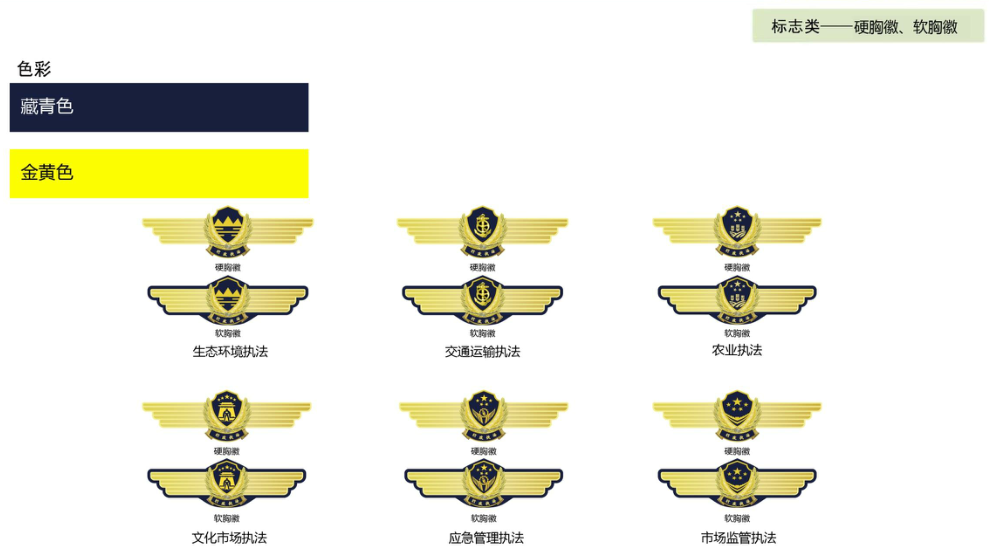 标志类——硬胸徽、软胸徽
色彩
藏青色
金黄色
硬胸徽
硬胸徽
硬胸徽
软胸徽
软胸徽
软胸徽
生态环境执法
交通运输执法
农业执法
硬胸徽
硬胸徽
硬胸徽
软胸徽
软胸徽
软胸徽
文化市场执法
应急管理执法
市场监管执法